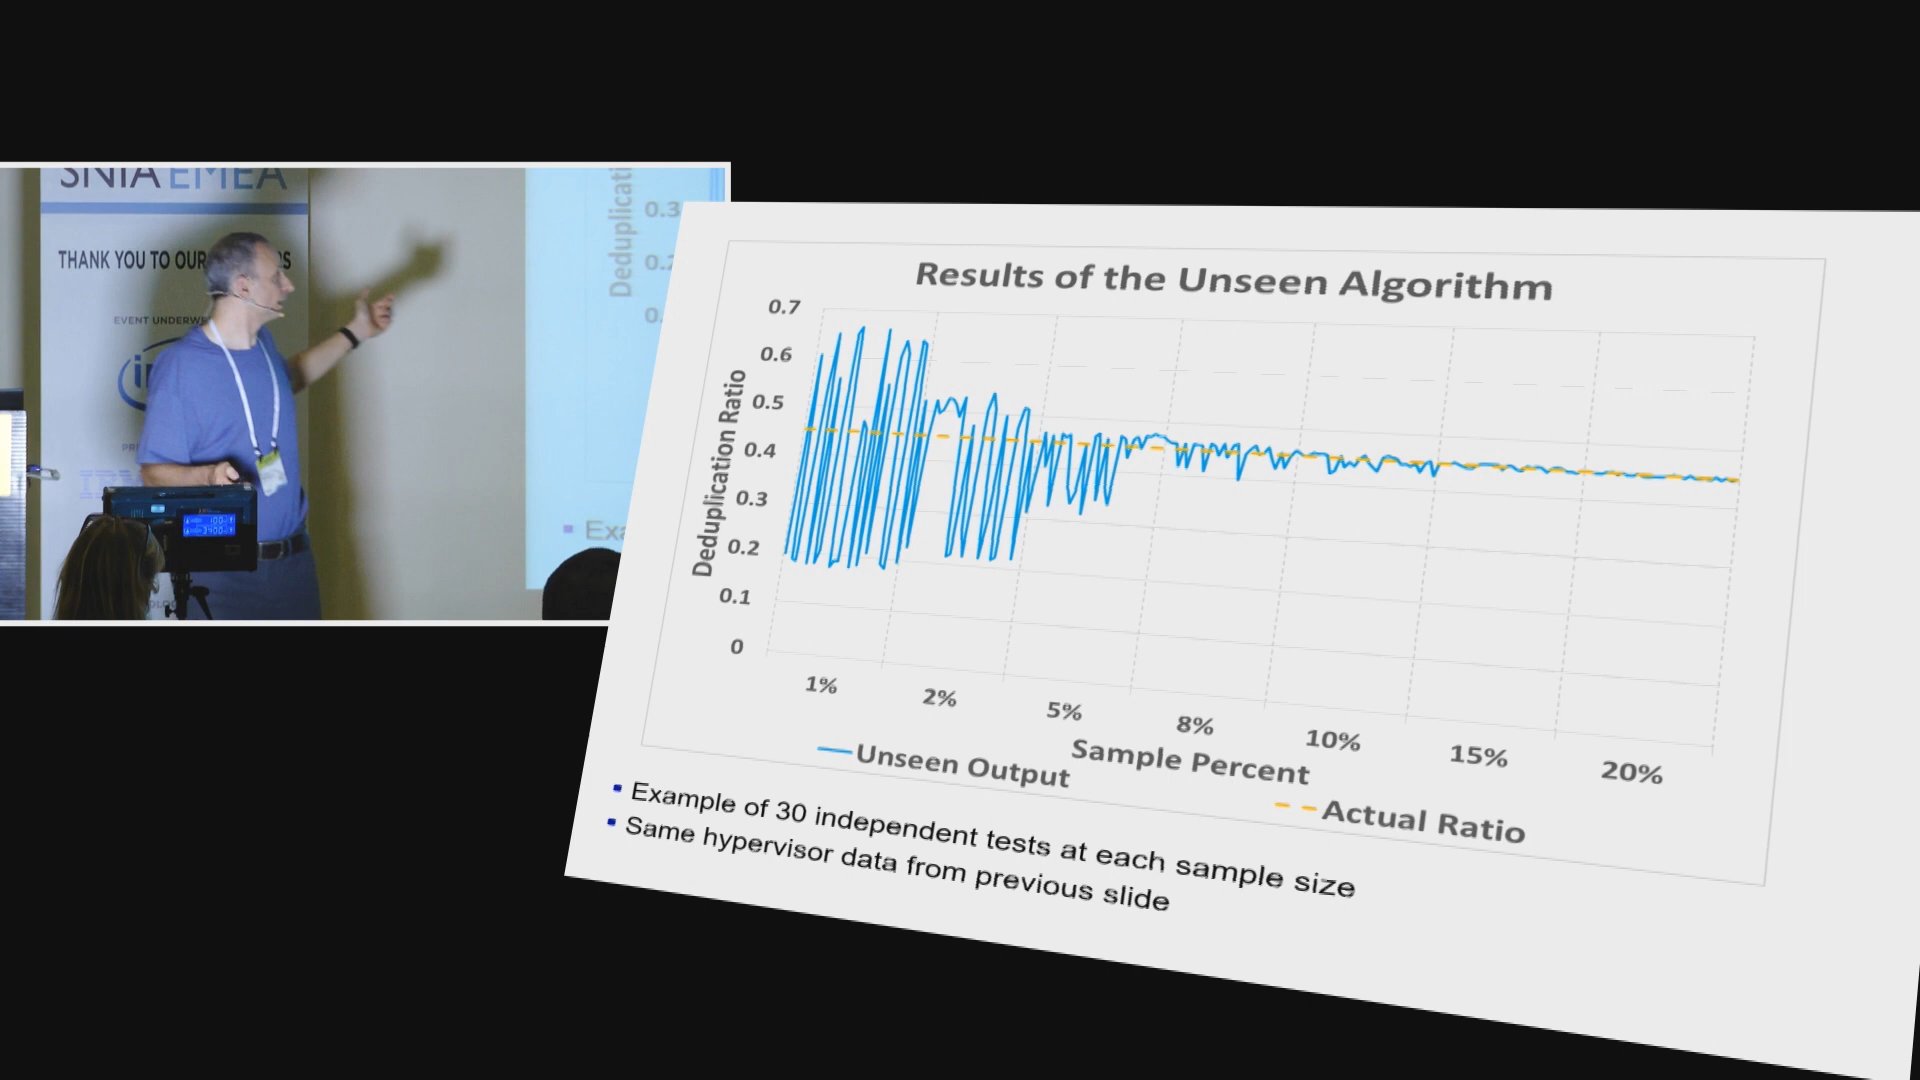 SNIA EMEA
THANK YOU TO OUR
EVENT UNDERW
Deduplicati
0.3
Results of the Unseen Algorithm
Deduplication Ratio
0.7
0.6
0.5
0.4
0.3
0.2
0.1
0
1%
2%
5%
8%
10%
15%
20%
Sample Percent
Unseen Output
Actual Ratio
▪ Example of 30 independent tests at each sample size
▪ Same hypervisor data from previous slide